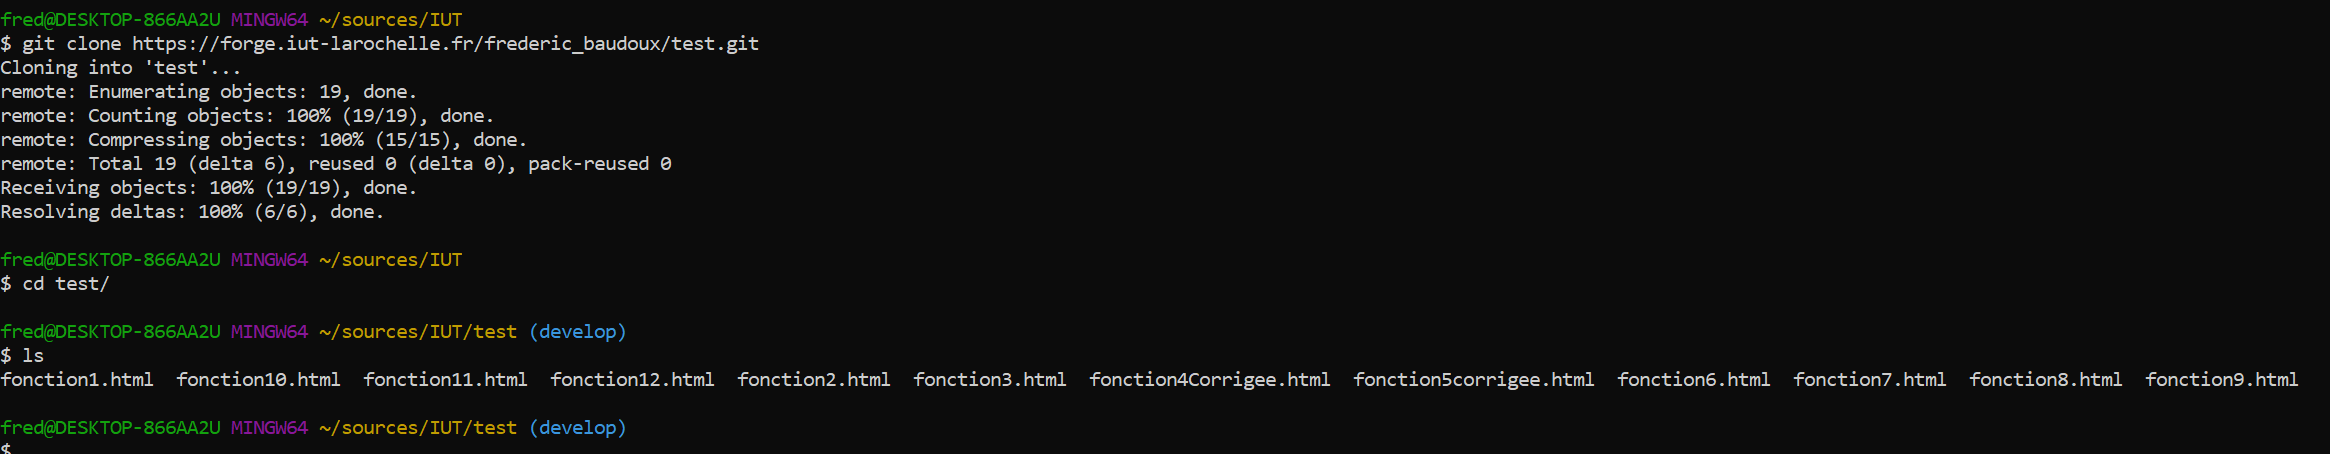 fred@DESKTOP-866AA2U MINGW64 ~/sources/IUT
$ git clone https://forge.iut-larochelle.fr/frederic_baudoux/test.git
Cloning into 'test'...
remote: Enumerating objects: 19, done.
remote: Counting objects: 100% (19/19), done.
remote: Compressing objects: 100% (15/15), done.
remote: Total 19 (delta 6), reused 0 (delta 0), pack-reused 0
Receiving objects: 100% (19/19), done.
Resolving deltas: 100% (6/6), done.
fred@DESKTOP-866AA2U MINGW64 ~/sources/IUT
$ cd test/
fred@DESKTOP-866AA2U MINGW64 ~/sources/IUT/test (develop)
$ ls
fonction1.html  fonction10.html  fonction11.html  fonction12.html  fonction2.html  fonction3.html  fonction4Corrigee.html  fonction5corrigee.html  fonction6.html  fonction7.html  fonction8.html  fonction9.html
fred@DESKTOP-866AA2U MINGW64 ~/sources/IUT/test (develop)
$